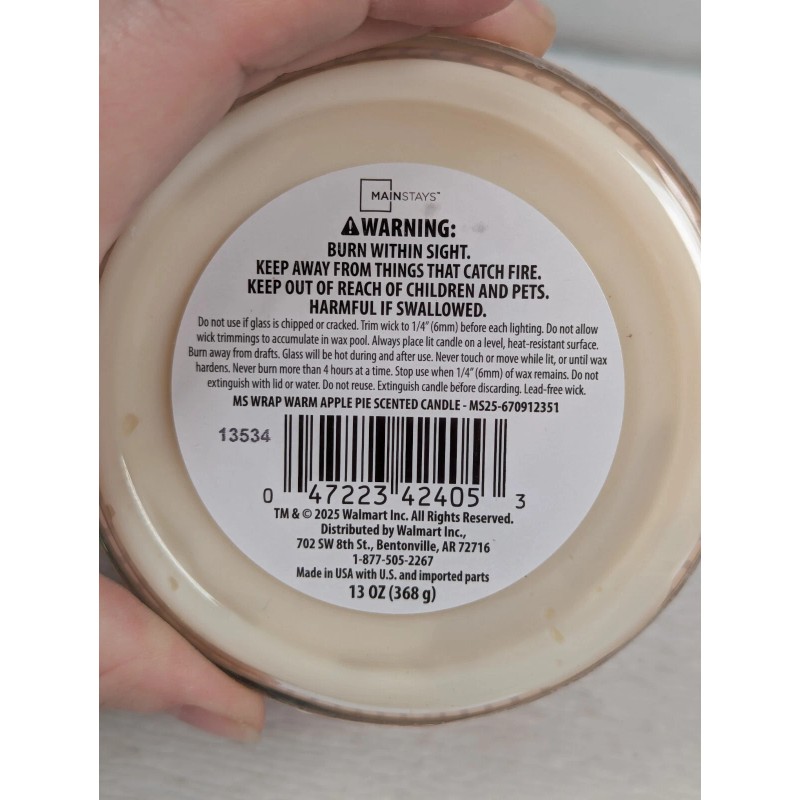 MAINSTAYS™
⚠WARNING:
BURN WITHIN SIGHT.
KEEP AWAY FROM THINGS THAT CATCH FIRE.
KEEP OUT OF REACH OF CHILDREN AND PETS.
HARMFUL IF SWALLOWED.
Do not use if glass is chipped or cracked. Trim wick to 1/4" (6mm) before each lighting. Do not allow
wick trimmings to accumulate in wax pool. Always place lit candle on a level, heat-resistant surface.
Burn away from drafts. Glass will be hot during and after use. Never touch or move while lit, or until wax
hardens. Never burn more than 4 hours at a time. Stop use when 1/4" (6mm) of wax remains. Do not
extinguish with lid or water. Do not reuse. Extinguish candle before discarding. Lead-free wick.
MS WRAP WARM APPLE PIE SCENTED CANDLE - MS25-670912351
13534
0 47223 42405 3
TM & © 2025 Walmart Inc. All Rights Reserved.
Distributed by Walmart Inc.,
702 SW 8th St., Bentonville, AR 72716
1-877-505-2267
Made in USA with U.S. and imported parts
13 OZ (368 g)